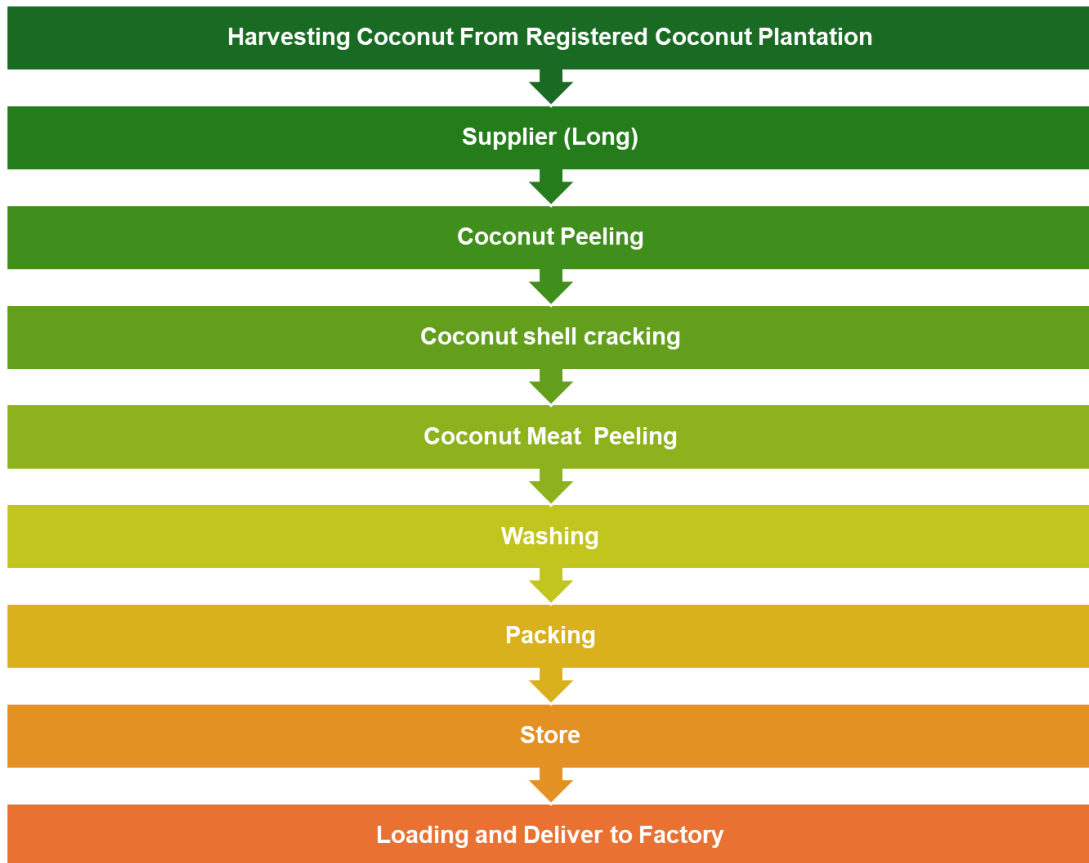 Harvesting Coconut From Registered Coconut Plantation
Supplier (Long)
Coconut Peeling
Coconut shell cracking
Coconut Meat  Peeling
Washing
Packing
Store
Loading and Deliver to Factory